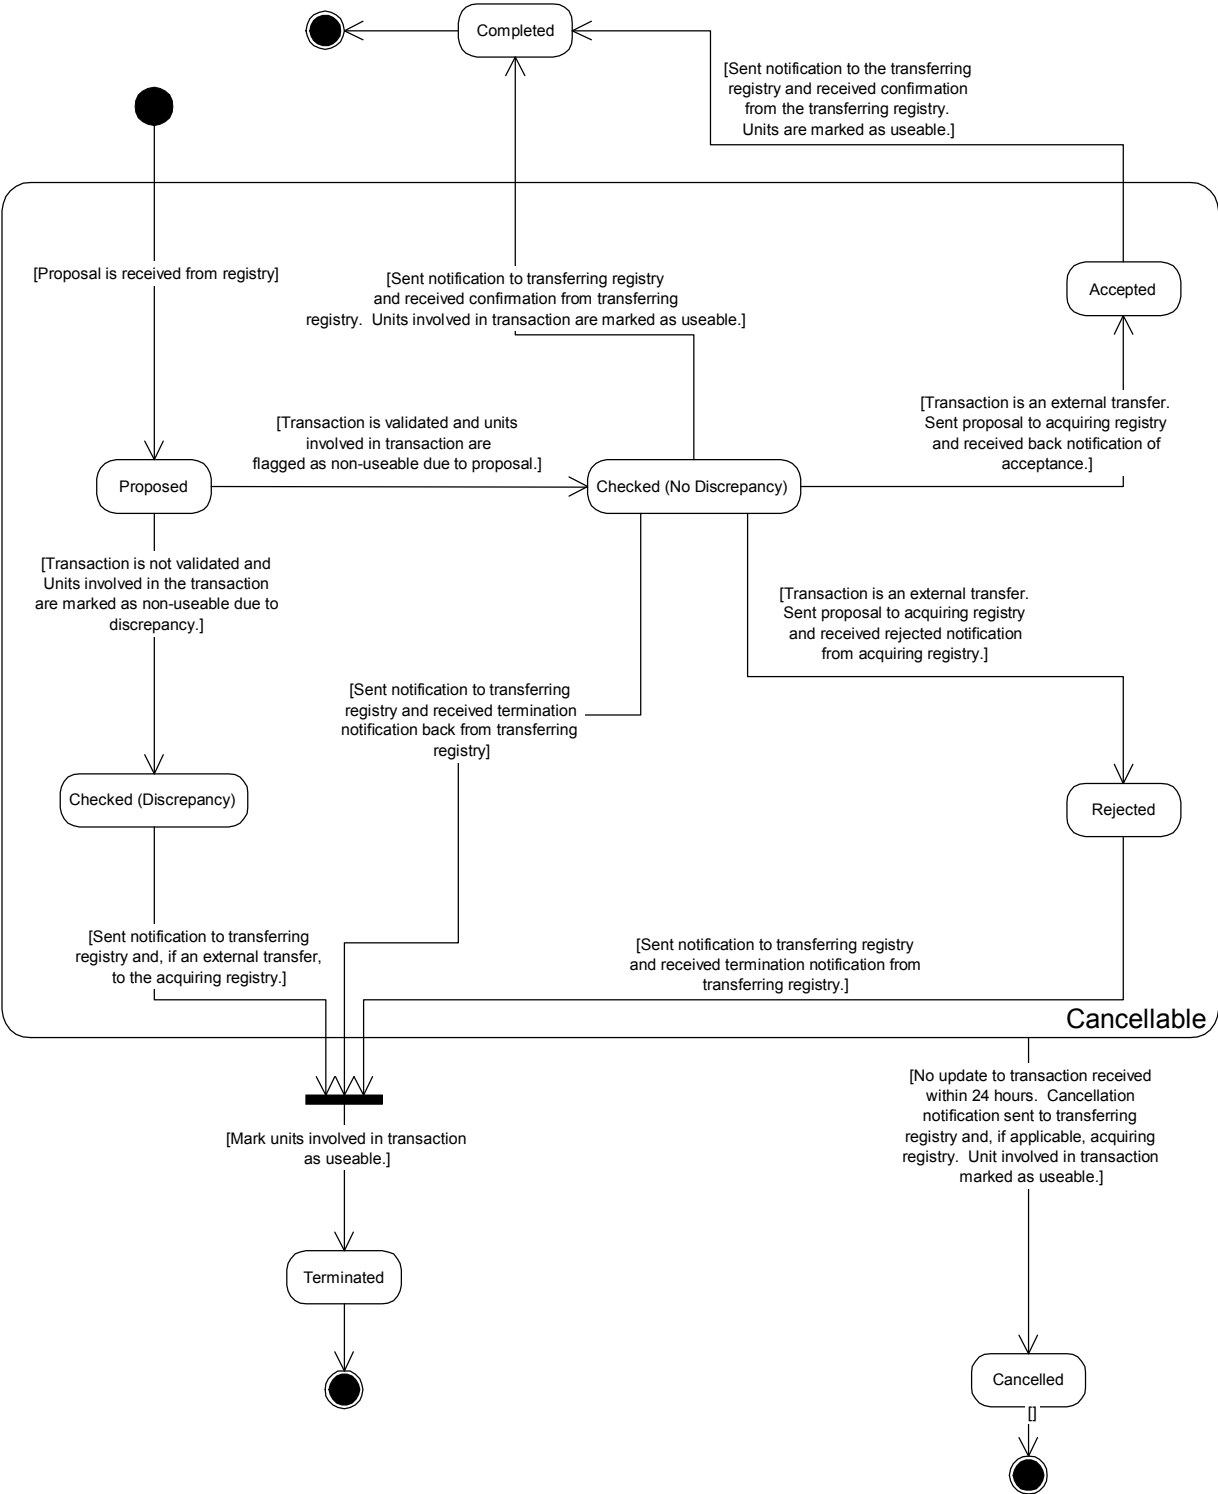 Completed
[Sent notification to the transferring
registry and received confirmation
from the transferring registry.
Units are marked as useable.]
[Proposal is received from registry]
[Sent notification to transferring registry
and received confirmation from transferring
registry. Units involved in transaction are marked as useable.]
Accepted
[Transaction is validated and units
involved in transaction are
flagged as non-useable due to proposal.]
[Transaction is an external transfer.
Sent proposal to acquiring registry
and received back notification of
acceptance.]
Proposed
Checked (No Discrepancy)
[Transaction is not validated and
Units involved in the transaction
are marked as non-useable due to
discrepancy.]
[Transaction is an external transfer.
Sent proposal to acquiring registry
and received rejected notification
from acquiring registry.]
[Sent notification to transferring
registry and received termination
notification back from transferring
registry]
Checked (Discrepancy)
Rejected
[Sent notification to transferring
registry and, if an external transfer,
to the acquiring registry.]
[Sent notification to transferring registry
and received termination notification from
transferring registry.]
Cancellable
[No update to transaction received
within 24 hours. Cancellation
notification sent to transferring
registry and, if applicable, acquiring
registry. Unit involved in transaction
marked as useable.]
[Mark units involved in transaction
as useable.]
Terminated
Cancelled
[]